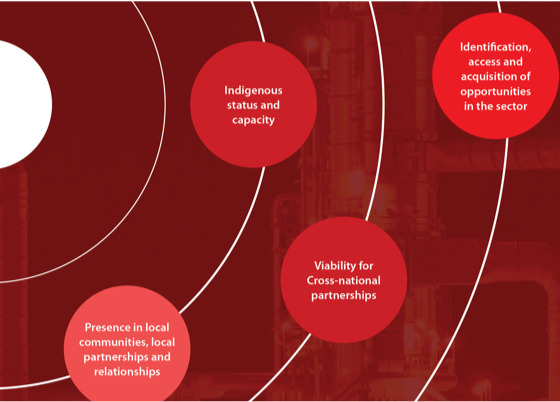 Identification,
access and
acquisition of
opportunities
in the sector
Indigenous
status and
capacity
Viability for
Cross-national
partnerships
Presence in local
communities, local
partnerships and
relationships